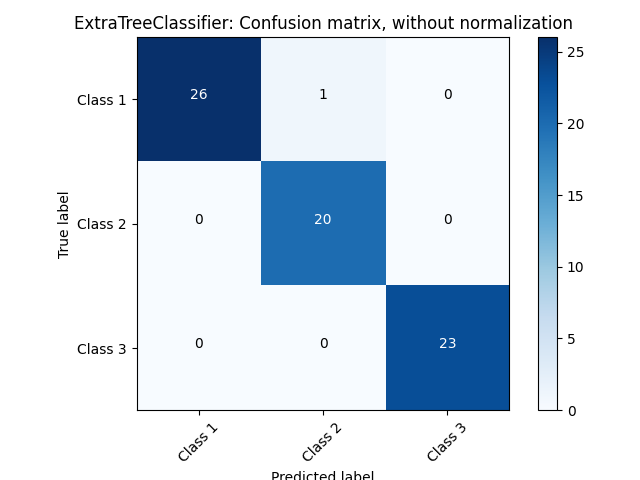 ExtraTreeClassifier: Confusion matrix, without normalization
True label
Class 1
26 1 0
Class 2
0 20 0
Class 3
0 0 23
Class 1 Class 2 Class 3
Predicted label
25
20
15
10
5
0